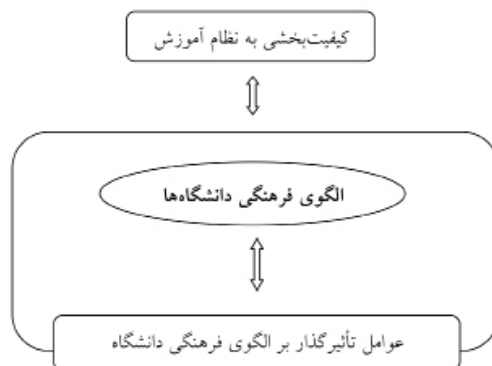 کیفیت‌بخشی به نظام آموزش
الگوی فرهنگی دانشگاه‌ها
عوامل تأثیرگذار بر الگوی فرهنگی دانشگاه